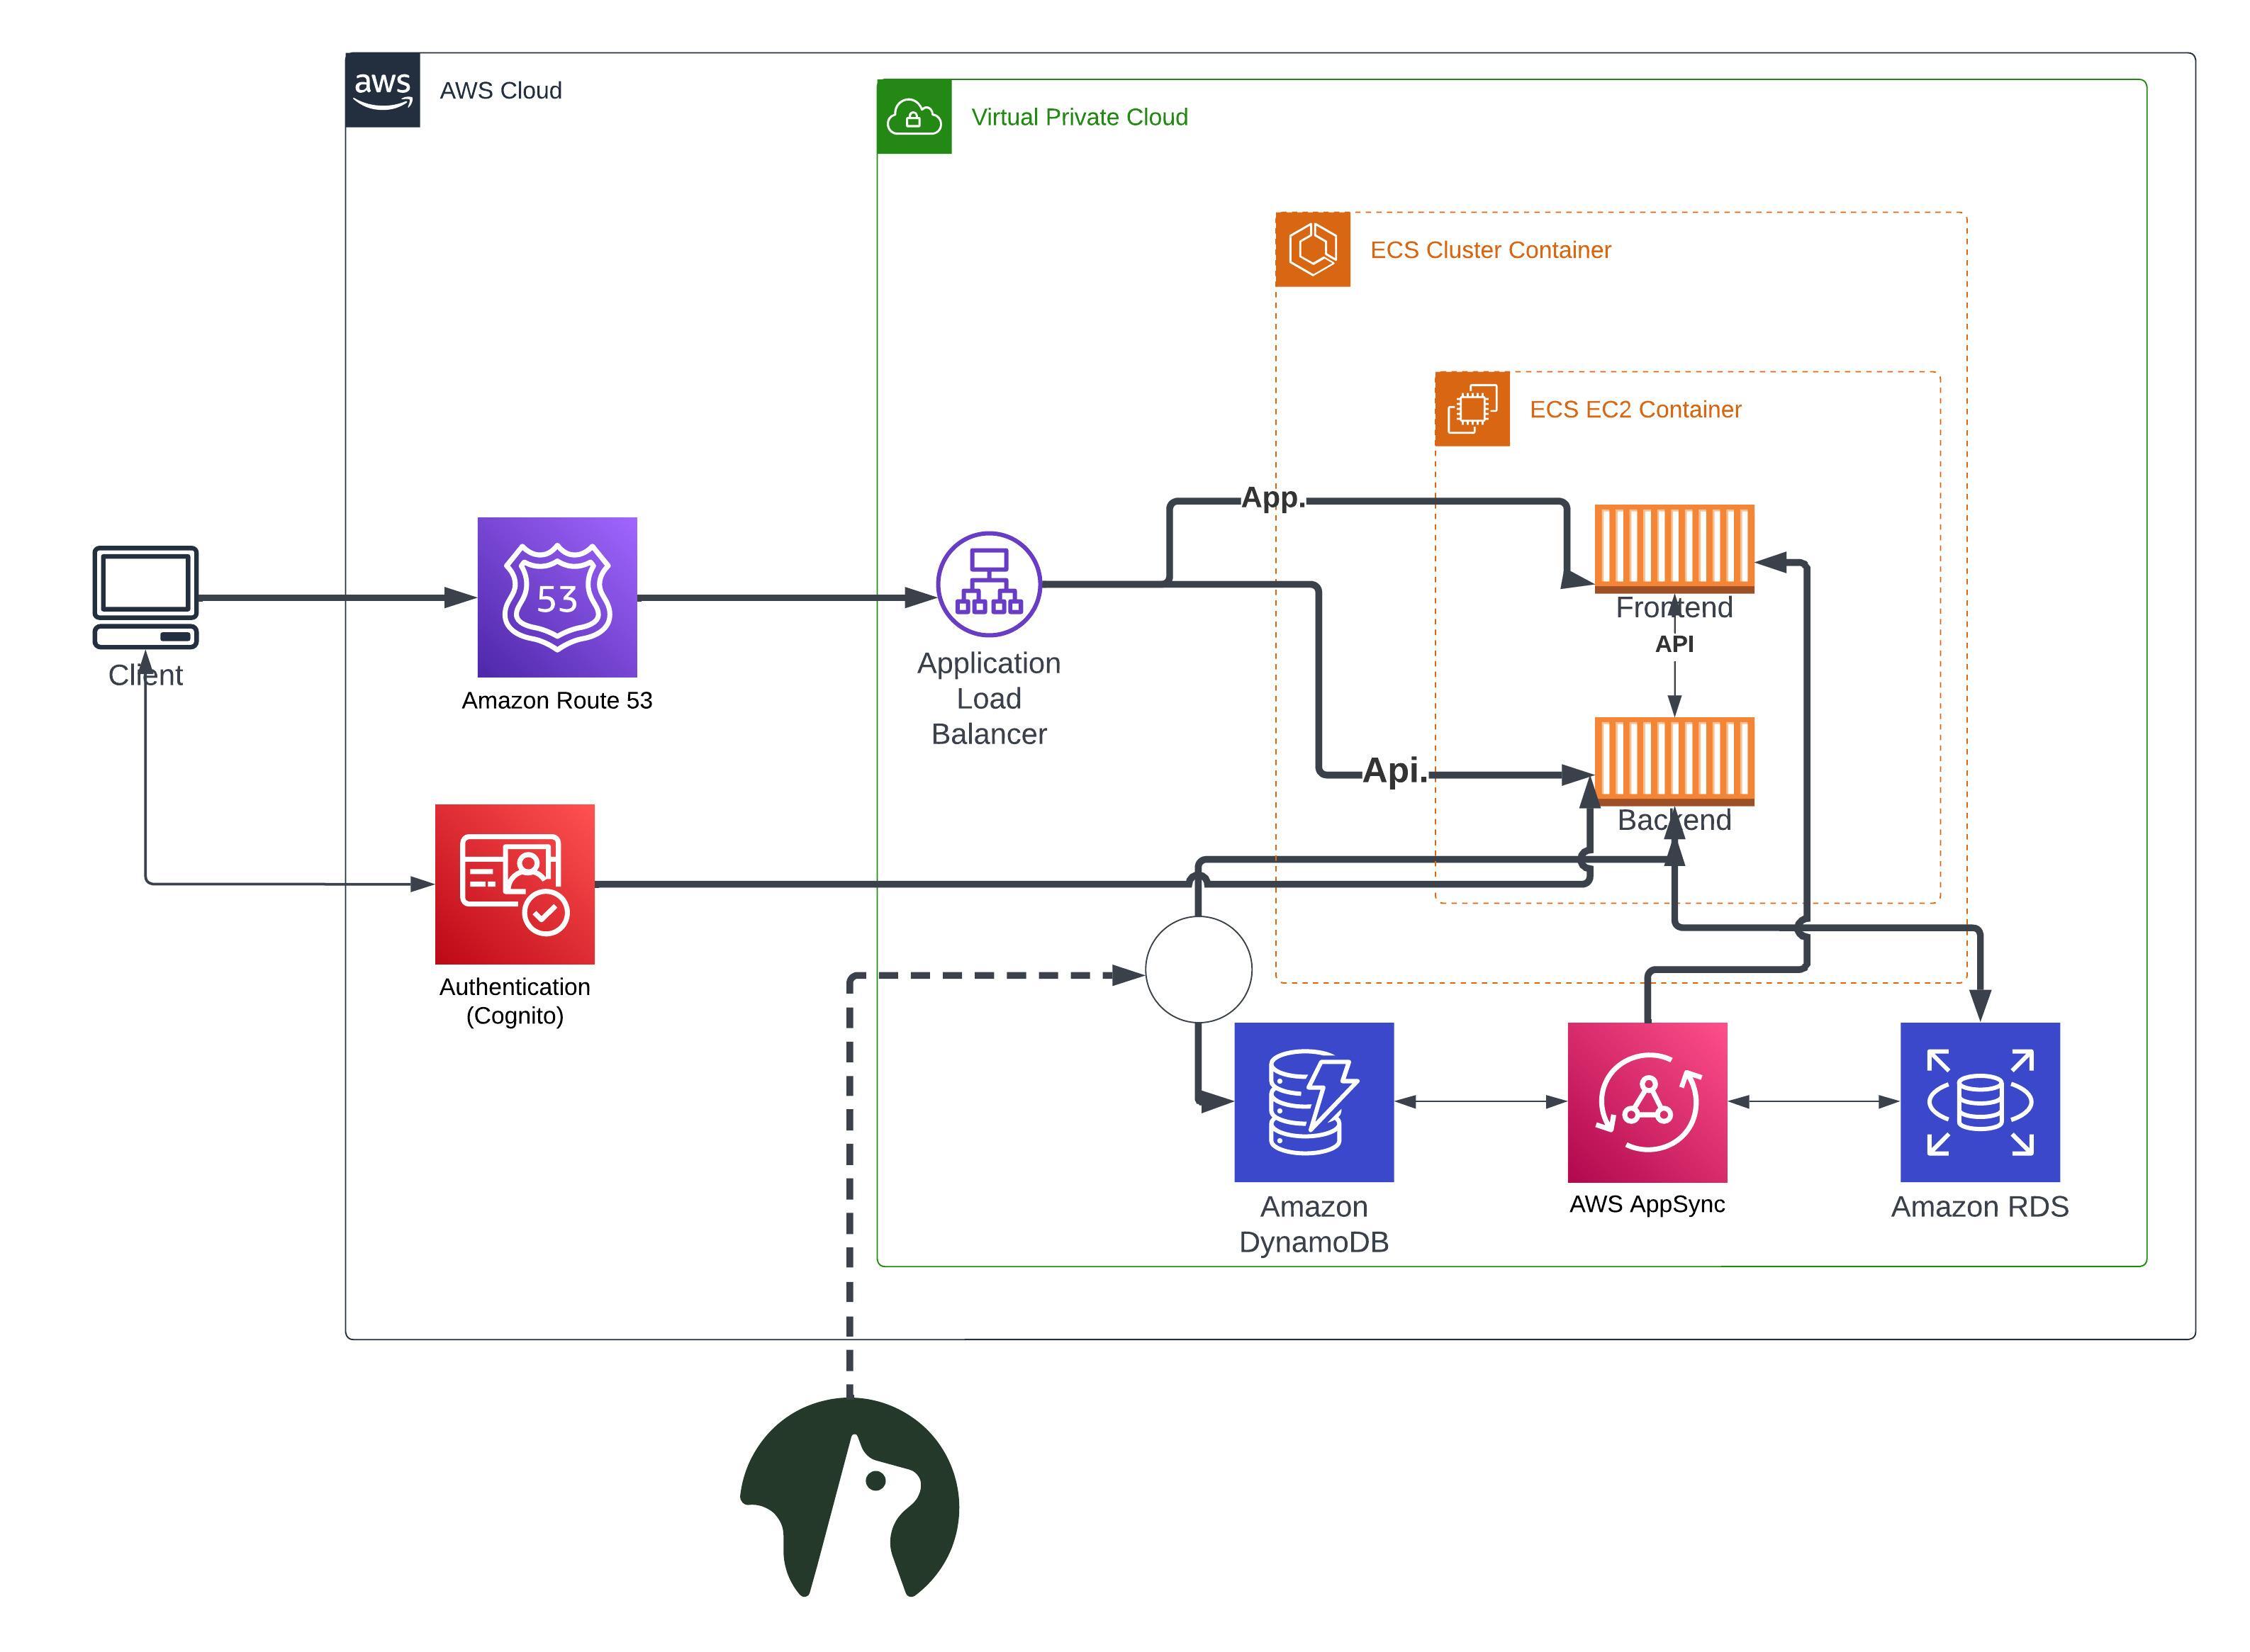 aws
AWS Cloud
Virtual Private Cloud
ECS Cluster Container
ECS EC2 Container
App.
53
Client
Amazon Route 53
Application
Load
Balancer
Frontend
API
Api.
Backend
Authentication
(Cognito)
Amazon
DynamoDB
AWS AppSync
Amazon RDS